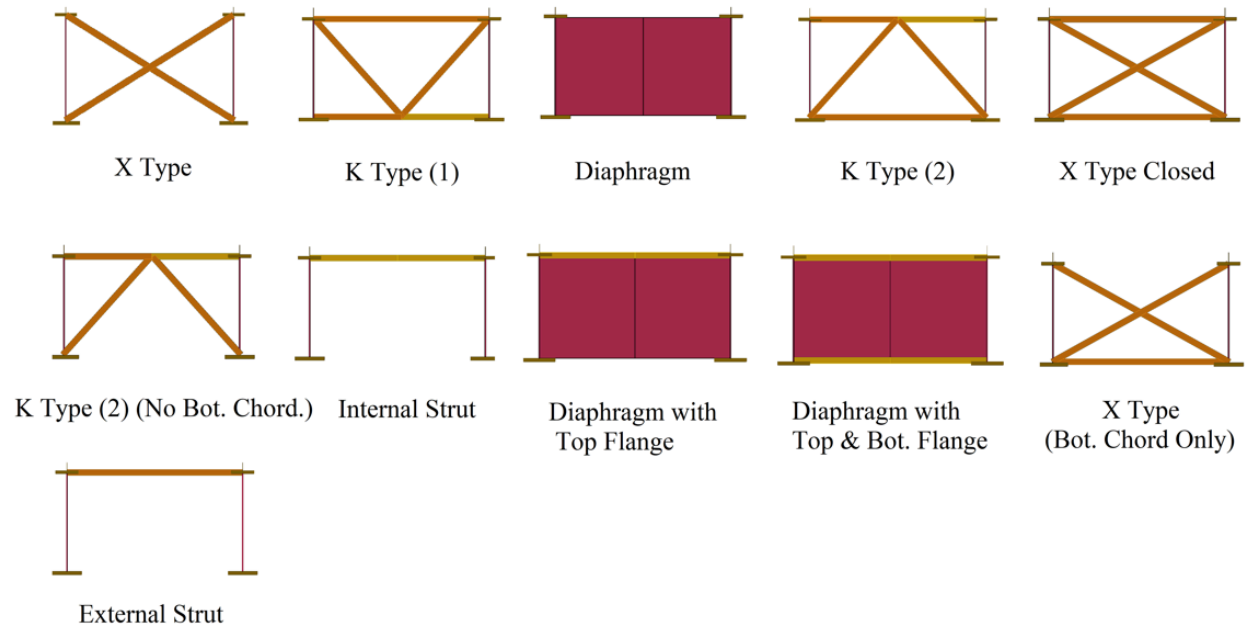 X Type
K Type (1)
Diaphragm
K Type (2)
X Type Closed
K Type (2) (No Bot. Chord.)
Internal Strut
Diaphragm with
Top Flange
Diaphragm with
Top & Bot. Flange
X Type
(Bot. Chord Only)
External Strut